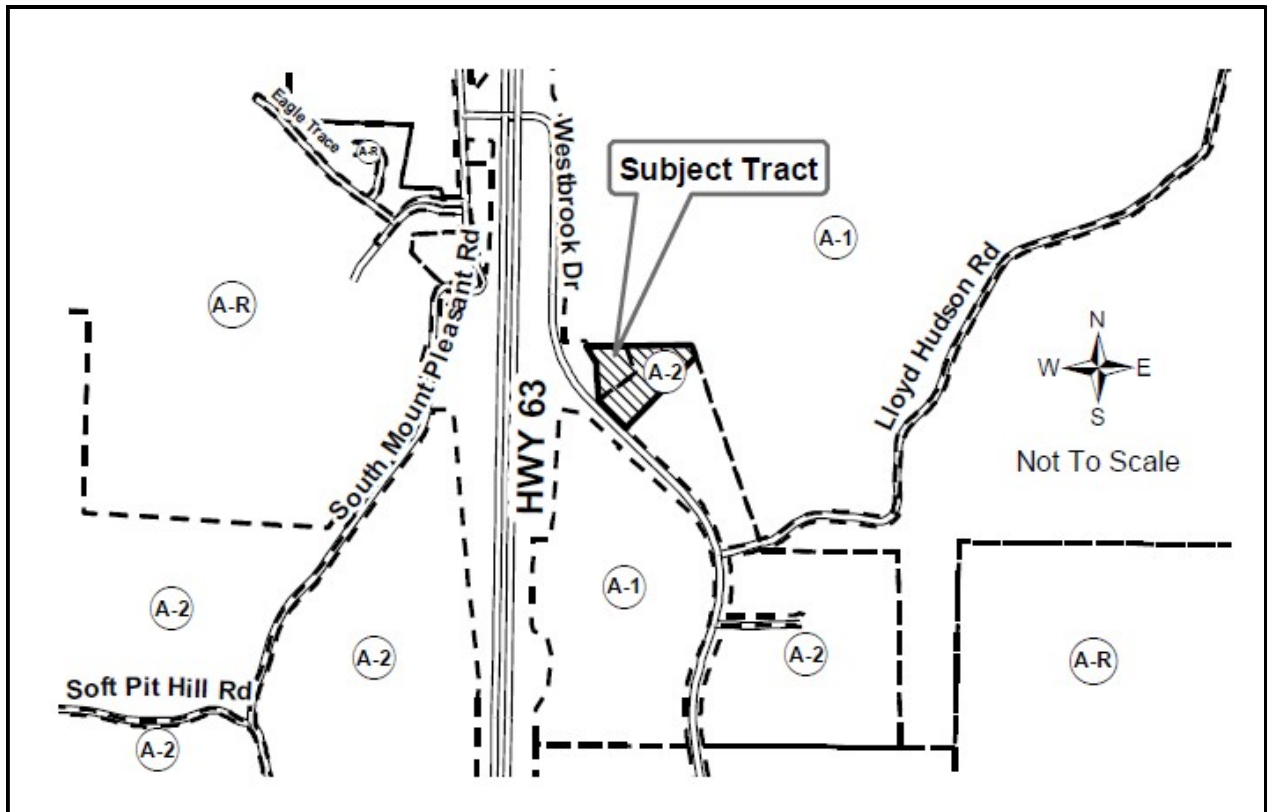 Eagle Trace
A-R
Westbrook Dr
Subject Tract
A-1
A-R
South Mount Pleasant Rd
HWY 63
A-2
Lloyd Hudson Rd
N
W E
S
Not To Scale
A-2
A-2
A-1
A-2
A-R
Soft Pit Hill Rd
A-2